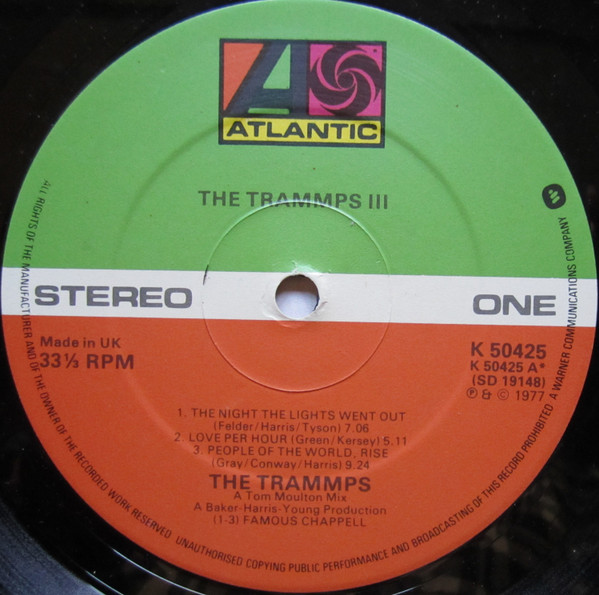 ATLANTIC
THE TRAMMPS III
STEREO
ONE
Made in UK
33⅓ RPM
K 50425
K 50425 A*
(SD 19148)
℗ & © 1977
1. THE NIGHT THE LIGHTS WENT OUT
(Felder/Harris/Tyson) 7.06
2. LOVE PER HOUR (Green/Kersey) 5.11
3. PEOPLE OF THE WORLD, RISE
(Gray/Conway/Harris) 9.24
THE TRAMMPS
A Tom Moulton Mix
A Baker-Harris-Young Production
(1-3) FAMOUS CHAPPELL
ALL RIGHTS OF THE MANUFACTURER AND OF THE OWNER OF THE RECORDED WORK RESERVED UNAUTHORISED COPYING PUBLIC PERFORMANCE AND BROADCASTING OF THIS RECORD PROHIBITED A WARNER COMMUNICATIONS COMPANY